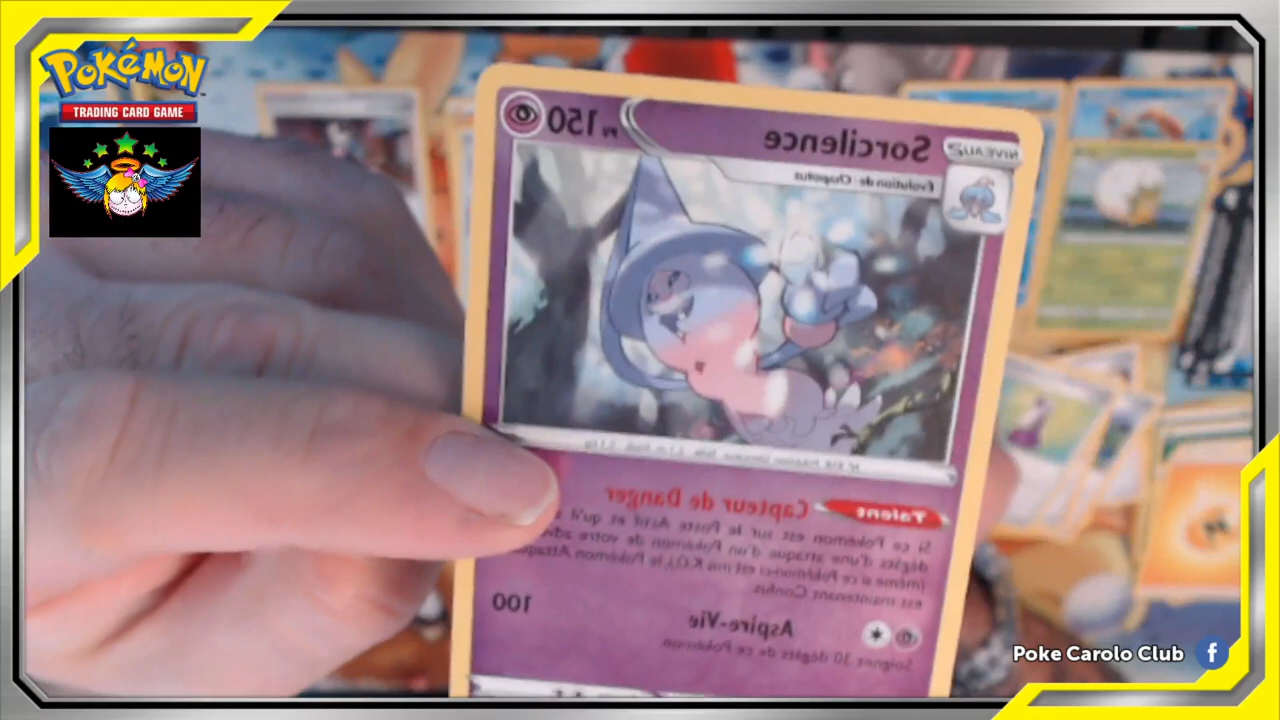 POKÉMON
TRADING CARD GAME
NIVEAU 2
Sorcilence
PV 150
Évolution de Chapotus
Talent Capteur de Danger
Si ce Pokémon est sur le Poste Actif et qu'il
dégâts d'une attaque d'un Pokémon de votre
(même si ce Pokémon-ci est mis K.O.), le Pokémon
est maintenant Confus.
Aspire-Vie 100
Soignez 30 dégâts de ce Pokémon.
Poke Carolo Club f